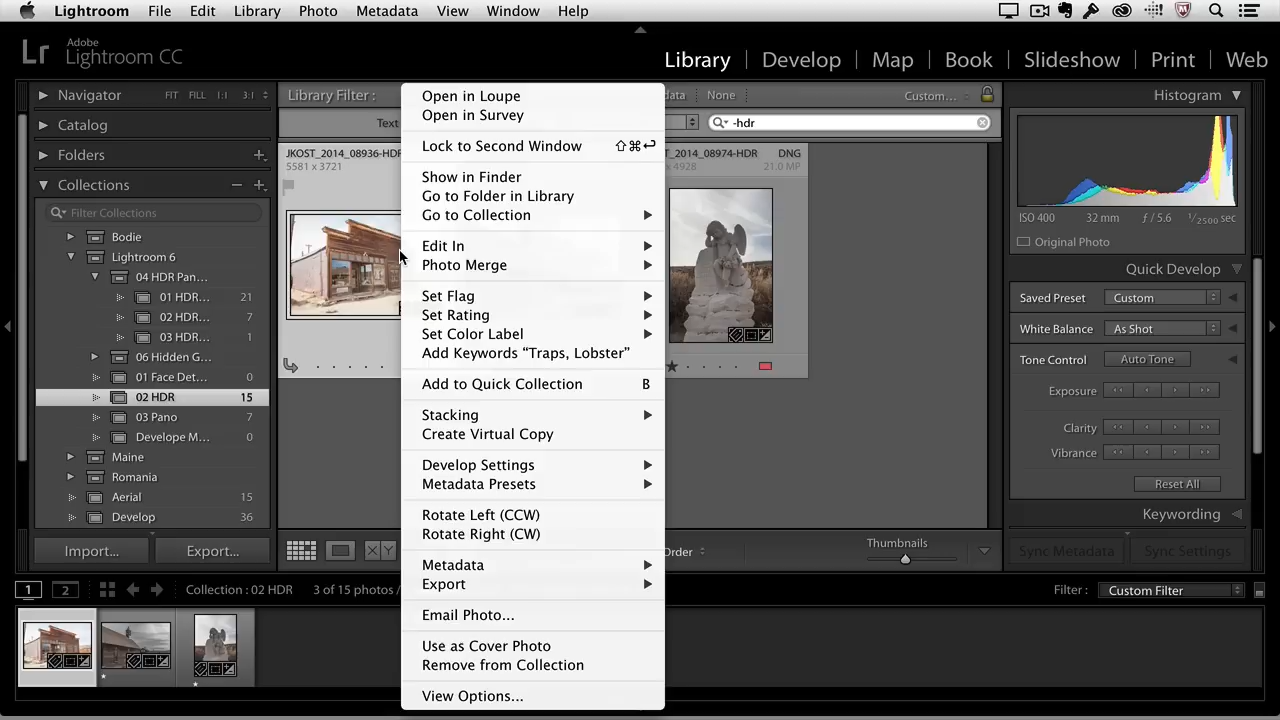 Lightroom File Edit Library Photo Metadata View Window Help
Lr Adobe
Lightroom CC
Library | Develop | Map | Book | Slideshow | Print | Web
Navigator FIT FILL 1:1 3:1
Catalog
Folders
Collections
Filter Collections
Bodie
Lightroom 6
04 HDR Pan...
01 HDR... 21
02 HDR... 7
03 HDR... 1
06 Hidden G...
01 Face Det... 0
02 HDR 15
03 Pano 7
Develope M... 0
Maine
Romania
Aerial 15
Develop 36
Import... Export...
Library Filter : None Custom...
Text -hdr
JKOST_2014_08936-HDR
5581 x 3721
_2014_08974-HDR DNG
4928 21.0 MP
Open in Loupe
Open in Survey
Lock to Second Window ⇧⌘↩
Show in Finder
Go to Folder in Library
Go to Collection
Edit In
Photo Merge
Set Flag
Set Rating
Set Color Label
Add Keywords “Traps, Lobster”
Add to Quick Collection B
Stacking
Create Virtual Copy
Develop Settings
Metadata Presets
Rotate Left (CCW)
Rotate Right (CW)
Metadata
Export
Email Photo...
Use as Cover Photo
Remove from Collection
View Options...
X Y Order Thumbnails
Histogram
ISO 400 32 mm ƒ / 5.6 1/2500 sec
Original Photo
Quick Develop
Saved Preset Custom
White Balance As Shot
Tone Control Auto Tone
Exposure
Clarity
Vibrance
Reset All
Keywording
Sync Metadata Sync Settings
1 2 Collection : 02 HDR 3 of 15 photos / Filter : Custom Filter